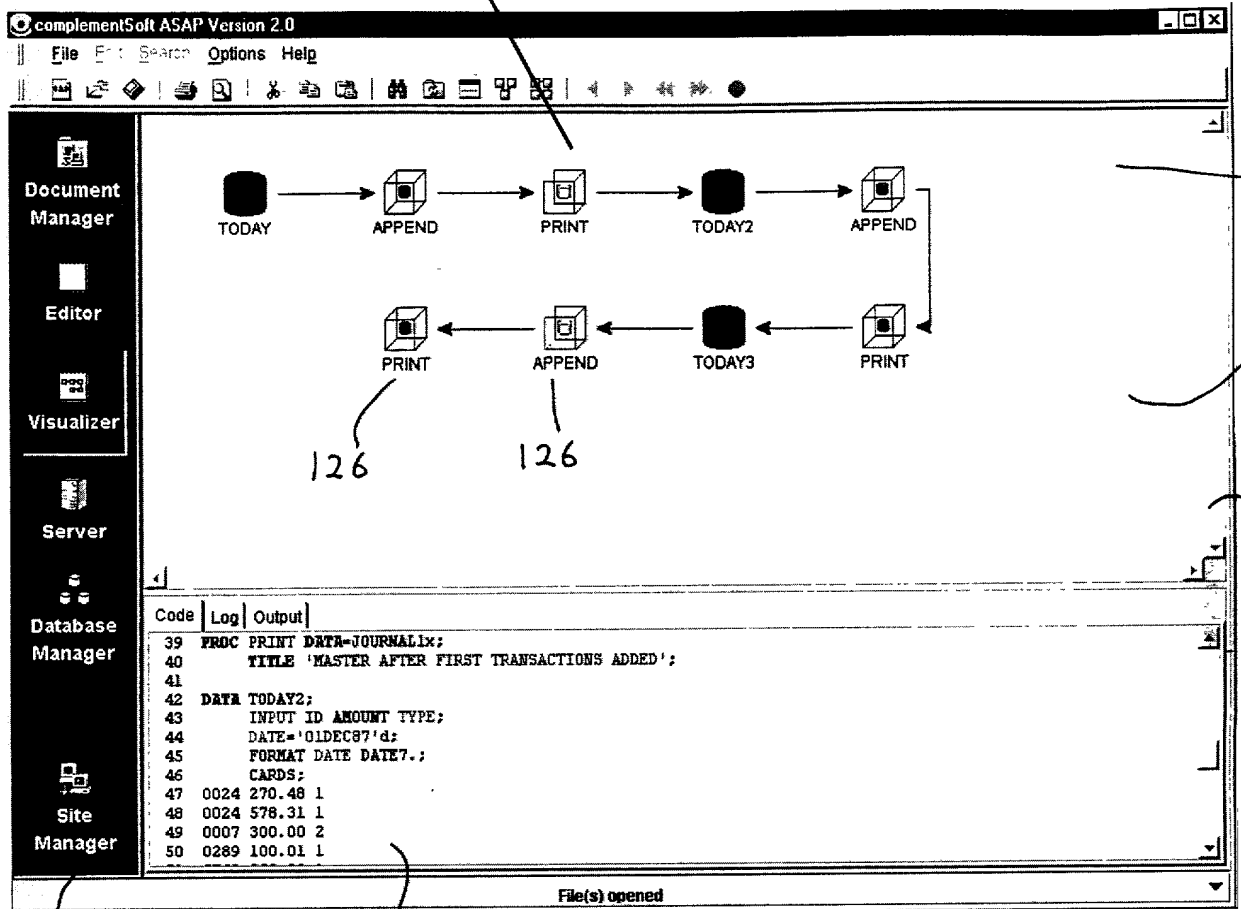 complementSoft ASAP Version 2.0
File Edit Search Options Help
Document
Manager
Editor
Visualizer
Server
Database
Manager
Site
Manager
TODAY APPEND PRINT TODAY2 APPEND
PRINT APPEND TODAY3 PRINT
126 126
Code Log Output
39 PROC PRINT DATA=JOURNAL1x;
40 TITLE 'MASTER AFTER FIRST TRANSACTIONS ADDED';
41
42 DATA TODAY2;
43 INPUT ID AMOUNT TYPE;
44 DATE='01DEC87'd;
45 FORMAT DATE DATE7.;
46 CARDS;
47 0024 270.48 1
48 0024 578.31 1
49 0007 300.00 2
50 0289 100.01 1
File(s) opened